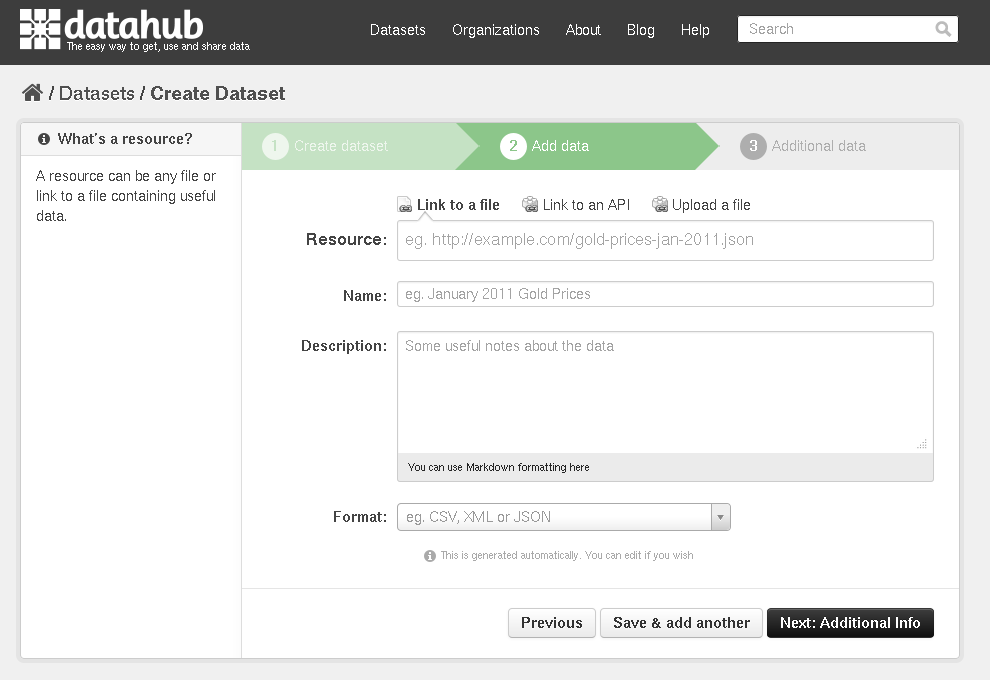 datahub
The easy way to get, use and share data
Datasets Organizations About Blog Help Search
/ Datasets / Create Dataset
What's a resource?
A resource can be any file or
link to a file containing useful
data.
1 Create dataset 2 Add data 3 Additional data
Link to a file Link to an API Upload a file
Resource: eg. http://example.com/gold-prices-jan-2011.json
Name: eg. January 2011 Gold Prices
Description: Some useful notes about the data
You can use Markdown formatting here
Format: eg. CSV, XML or JSON
This is generated automatically. You can edit if you wish
Previous Save & add another Next: Additional Info